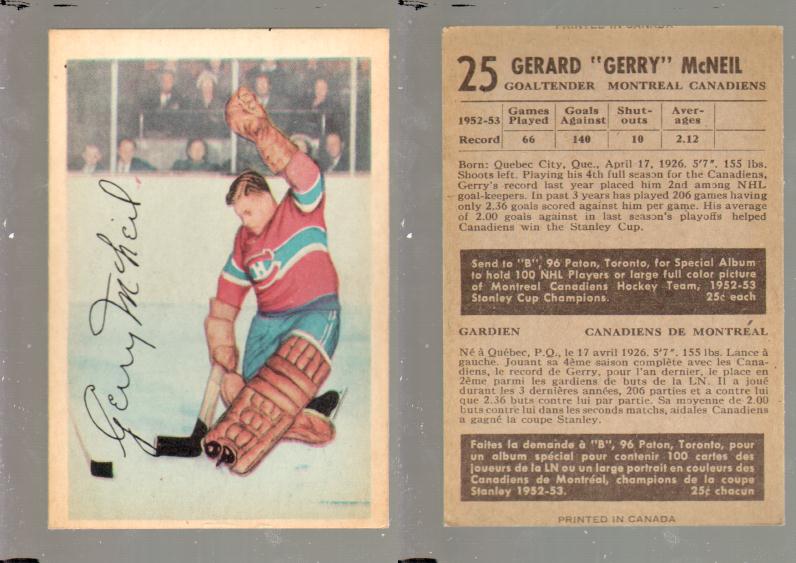 Gerry McNeil
PRINTED IN CANADA
25 GERARD "GERRY" McNEIL
GOALTENDER MONTREAL CANADIENS
1952-53 Games Played Goals Against Shut-outs Aver-ages
Record 66 140 10 2.12
Born: Quebec City, Que., April 17, 1926. 5'7". 155 lbs.
Shoots left. Playing his 4th full season for the Canadiens,
Gerry's record last year placed him 2nd among NHL
goal-keepers. In past 3 years has played 206 games having
only 2.36 goals scored against him per game. His average
of 2.00 goals against in last season's playoffs helped
Canadiens win the Stanley Cup.
Send to "B", 96 Paton, Toronto, for Special Album
to hold 100 NHL Players or large full color picture
of Montreal Canadiens Hockey Team, 1952-53
Stanley Cup Champions. 25¢ each
GARDIEN CANADIENS DE MONTRÉAL
Né à Québec, P.Q., le 17 avril 1926. 5'7". 155 lbs. Lance à
gauche. Jouant sa 4ème saison complète avec les Cana-
diens, le record de Gerry, pour l'an dernier, le place en
2ème parmi les gardiens de buts de la LN. Il a joué
durant les 3 dernières années, 206 parties et a contre lui
que 2.36 buts contre lui par partie. Sa moyenne de 2.00
buts contre lui dans les seconds matchs, aidales Canadiens
a gagné la coupe Stanley.
Faites la demande à "B", 96 Paton, Toronto, pour
un album spécial pour contenir 100 cartes des
joueurs de la LN ou un large portrait en couleurs des
Canadiens de Montréal, champions de la coupe
Stanley 1952-53. 25¢ chacun
PRINTED IN CANADA